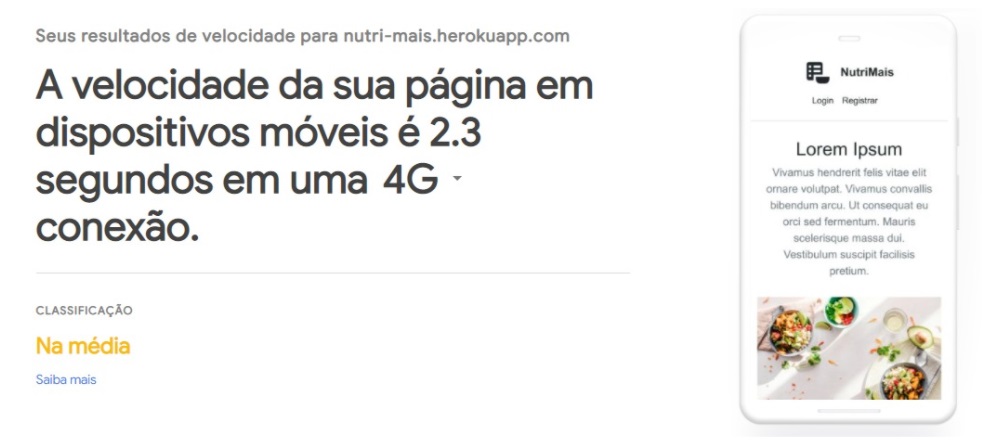 Seus resultados de velocidade para nutri-mais.herokuapp.com
A velocidade da sua página em
dispositivos móveis é 2.3
segundos em uma 4G
conexão.
CLASSIFICAÇÃO
Na média
Saiba mais
NutriMais
Login Registrar
Lorem Ipsum
Vivamus hendrerit felis vitae elit
ornare volutpat. Vivamus convallis
bibendum arcu. Ut consequat eu
orci sed fermentum. Mauris
scelerisque massa dui.
Vestibulum suscipit facilisis
pretium.